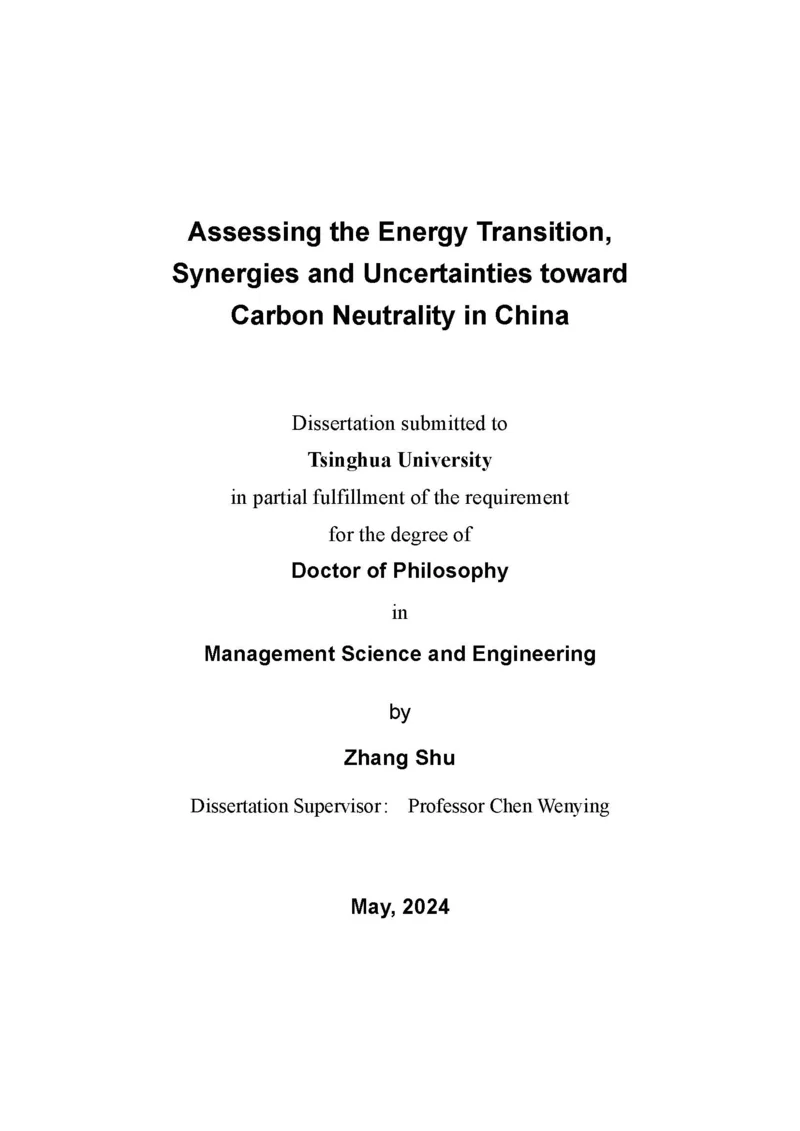 Assessing the Energy Transition,
Synergies and Uncertainties toward
Carbon Neutrality in China
Dissertation submitted to
Tsinghua University
in partial fulfillment of the requirement
for the degree of
Doctor of Philosophy
in
Management Science and Engineering
by
Zhang Shu
Dissertation Supervisor: Professor Chen Wenying
May, 2024